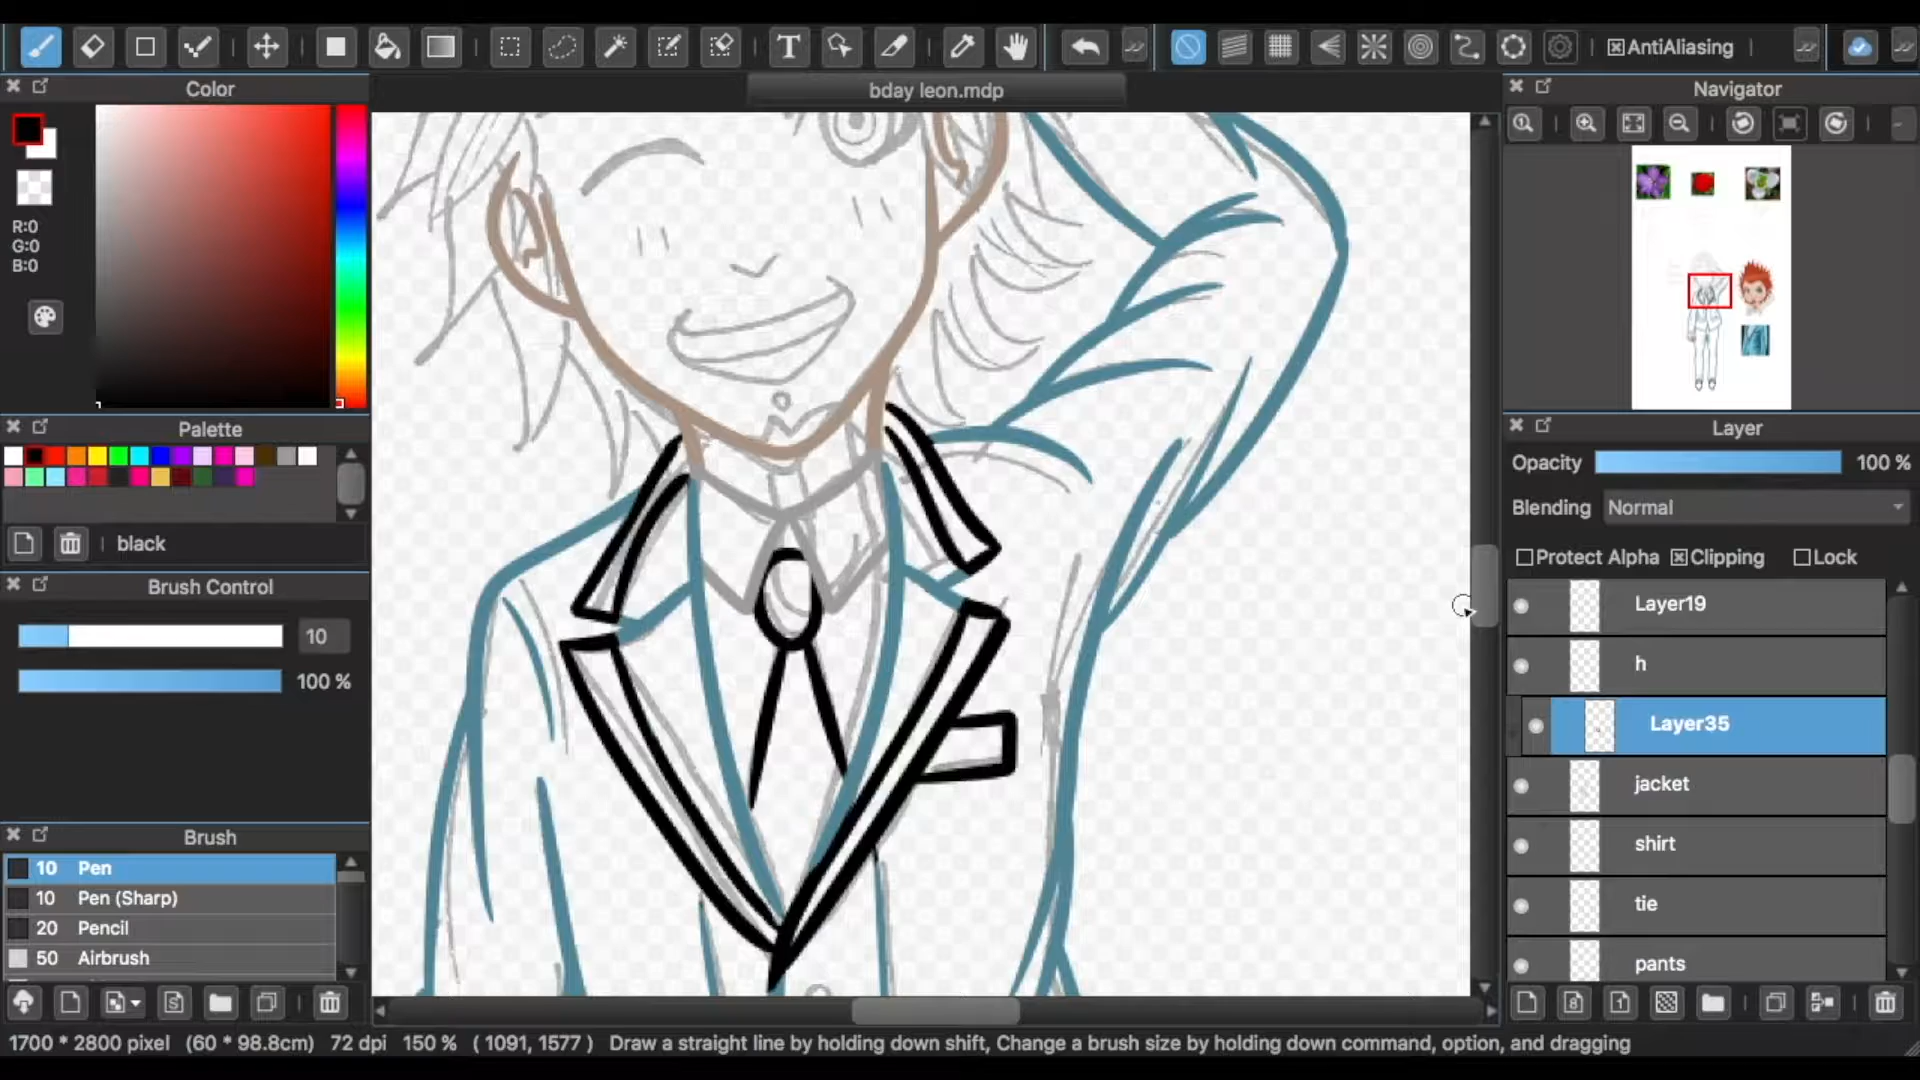 T
AntiAliasing
Color
bday leon.mdp
Navigator
R:0
G:0
B:0
Palette
black
Brush Control
10
100 %
Brush
10 Pen
10 Pen (Sharp)
20 Pencil
50 Airbrush
Layer
Opacity 100 %
Blending Normal
Protect Alpha Clipping Lock
Layer19
h
Layer35
jacket
shirt
tie
pants
1700 * 2800 pixel (60 * 98.8cm) 72 dpi 150 % ( 1091, 1577 ) Draw a straight line by holding down shift, Change a brush size by holding down command, option, and dragging